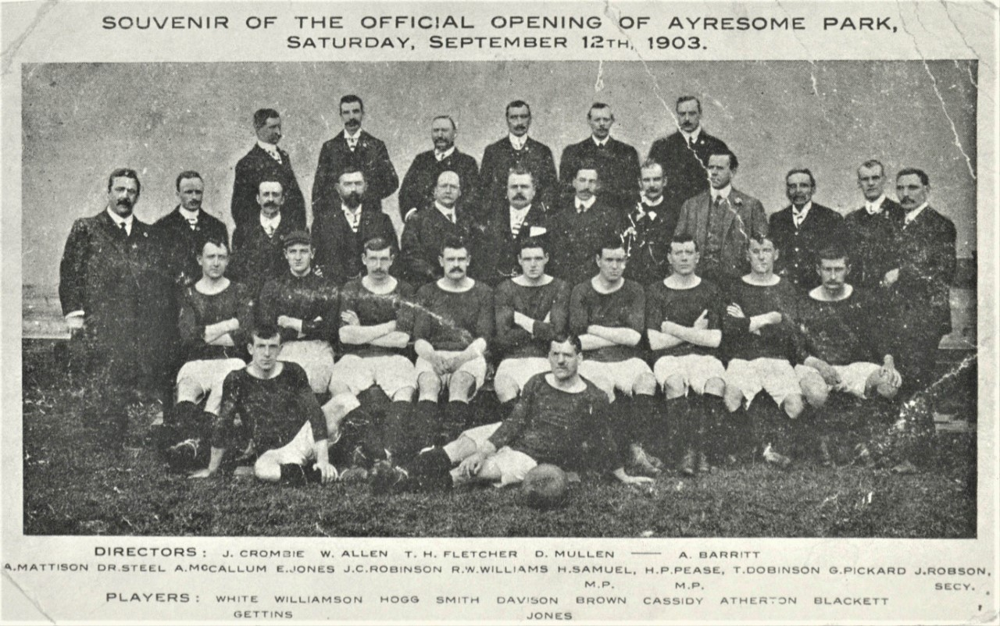 SOUVENIR OF THE OFFICIAL OPENING OF AYRESOME PARK,
SATURDAY, SEPTEMBER 12TH, 1903.
DIRECTORS: J. CROMBIE W. ALLEN T. H. FLETCHER D. MULLEN —— A. BARRITT
A.MATTISON DR.STEEL A.McCALLUM E.JONES J.C.ROBINSON R.W.WILLIAMS H.SAMUEL, H.P.PEASE, T.DOBINSON G.PICKARD J.ROBSON,
M.P. M.P. SECY.
PLAYERS: WHITE WILLIAMSON HOGG SMITH DAVISON BROWN CASSIDY ATHERTON BLACKETT
GETTINS JONES